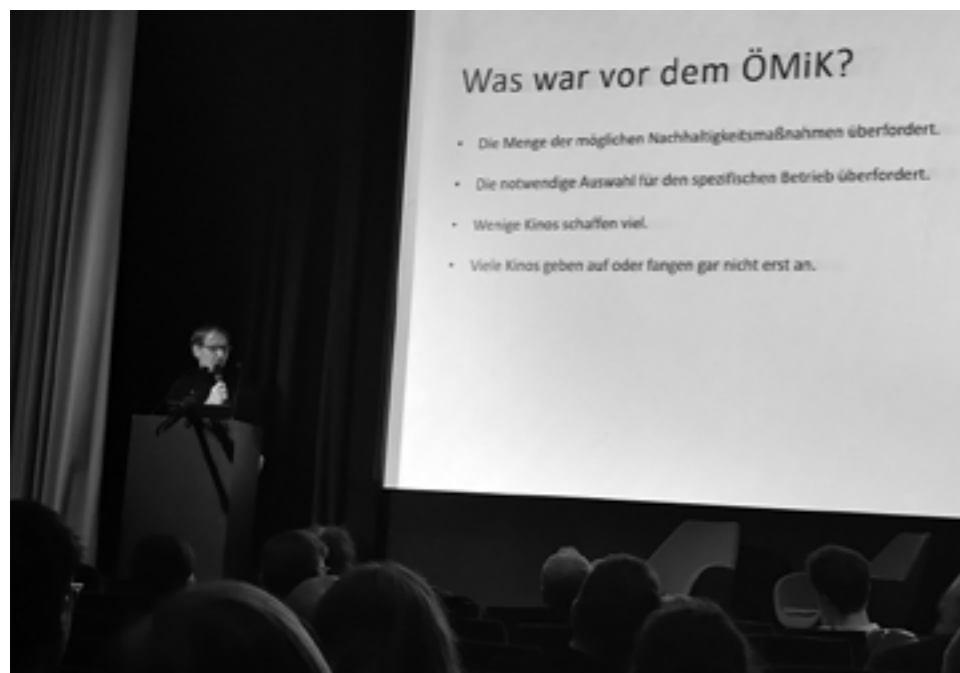 Was war vor dem ÖMiK?
• Die Menge der möglichen Nachhaltigkeitsmaßnahmen überfordert.
• Die notwendige Auswahl für den spezifischen Betrieb überfordert.
• Wenige Kinos schaffen viel.
• Viele Kinos geben auf oder fangen gar nicht erst an.